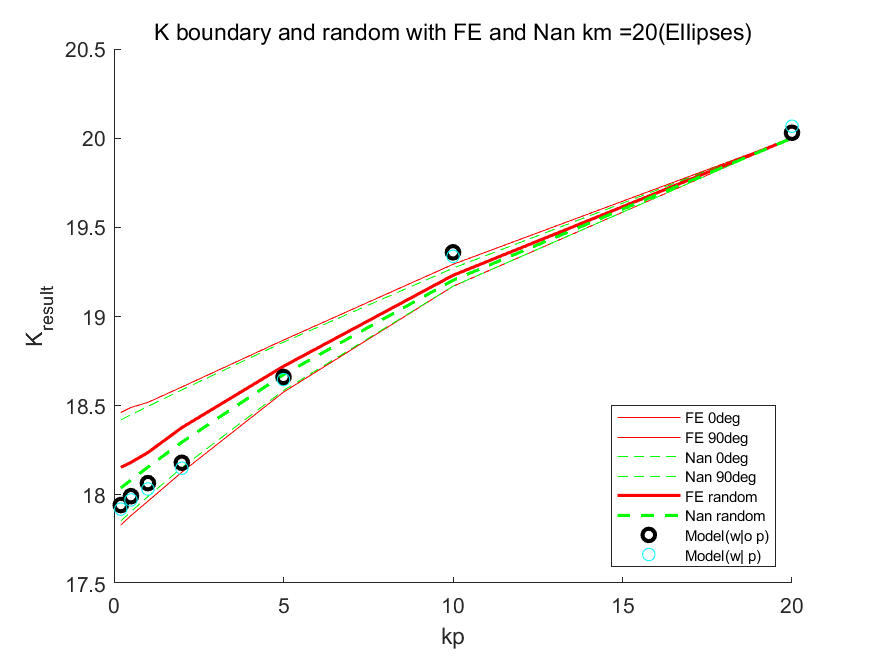 K boundary and random with FE and Nan km =20(Ellipses)
20.5
20
19.5
19
18.5
18
17.5
K_result
0
5
10
15
20
kp
FE 0deg
FE 90deg
Nan 0deg
Nan 90deg
FE random
Nan random
Model(w|o p)
Model(w| p)